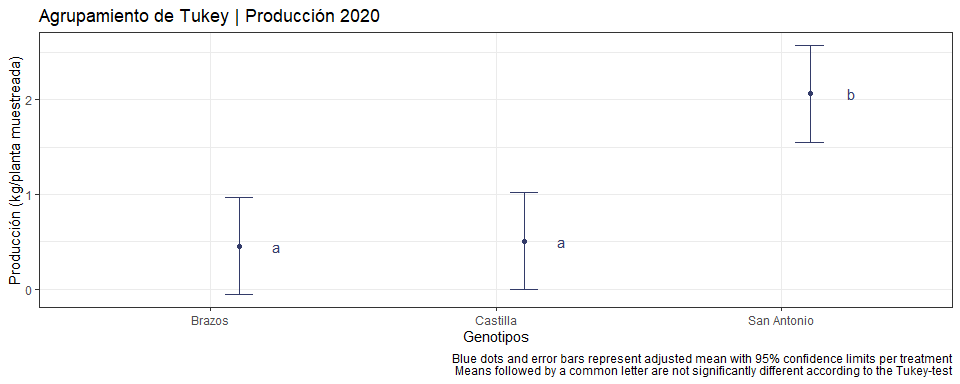 Agrupamiento de Tukey | Producción 2020
Producción (kg/planta muestreada)
2
1
0
a
a
b
Brazos
Castilla
San Antonio
Genotipos
Blue dots and error bars represent adjusted mean with 95% confidence limits per treatment
Means followed by a common letter are not significantly different according to the Tukey-test